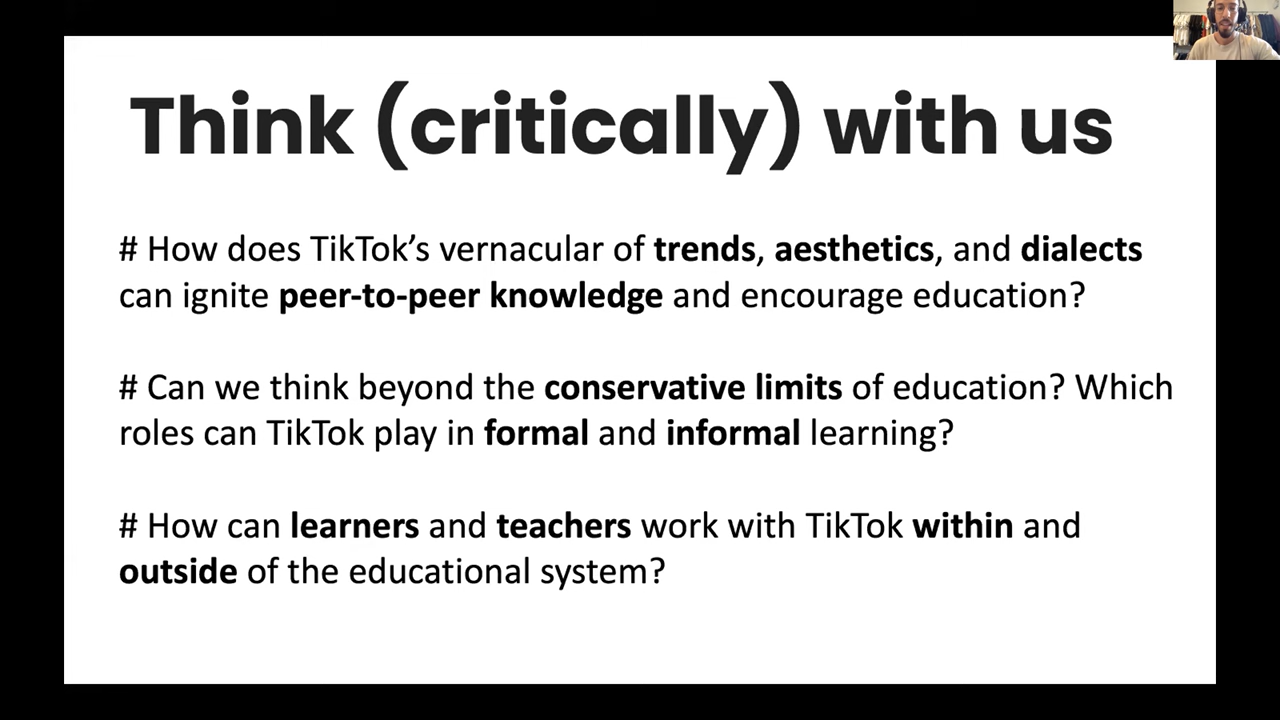 Think (critically) with us
# How does TikTok’s vernacular of trends, aesthetics, and dialects
can ignite peer-to-peer knowledge and encourage education?
# Can we think beyond the conservative limits of education? Which
roles can TikTok play in formal and informal learning?
# How can learners and teachers work with TikTok within and
outside of the educational system?